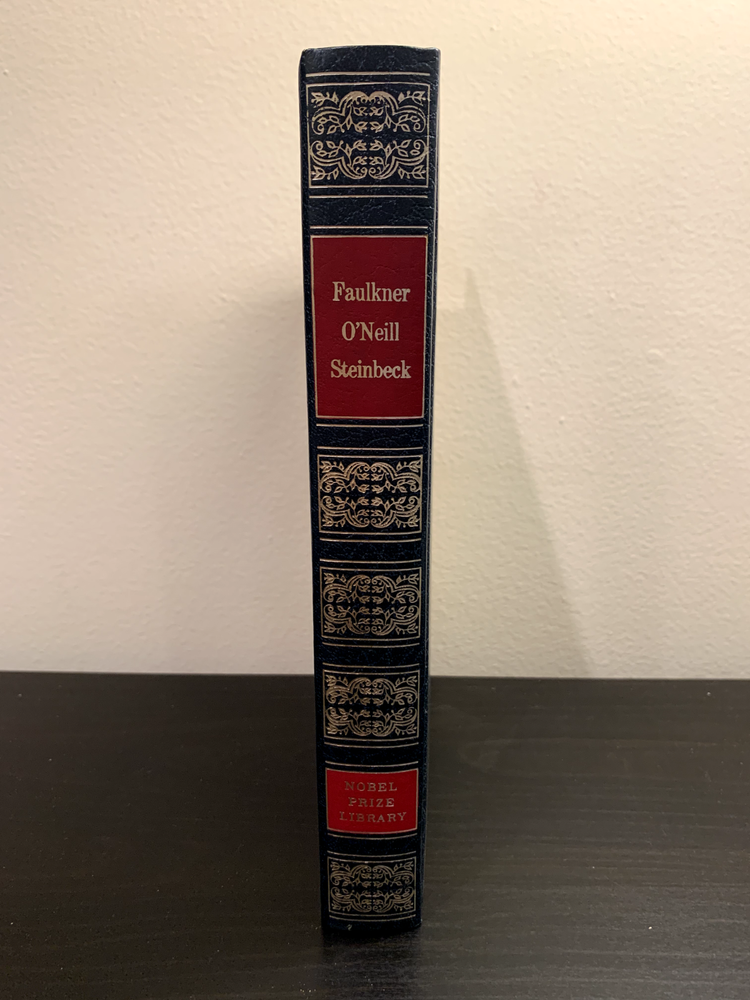 Faulkner
O'Neill
Steinbeck
NOBEL
PRIZE
LIBRARY